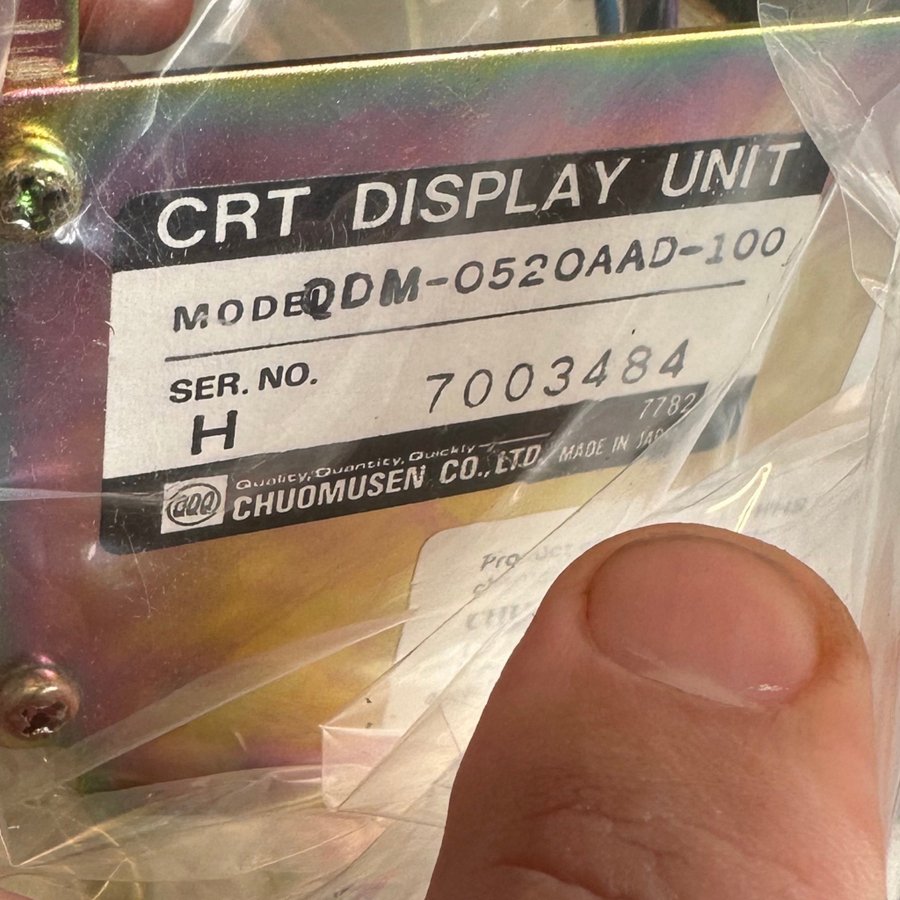 CRT DISPLAY UNIT
MODEL QDM-0520AAD-100
SER. NO. 7003484
H
7782
Quality, Quantity, Quickly
QQQ CHUOMUSEN CO., LTD. MADE IN JAP